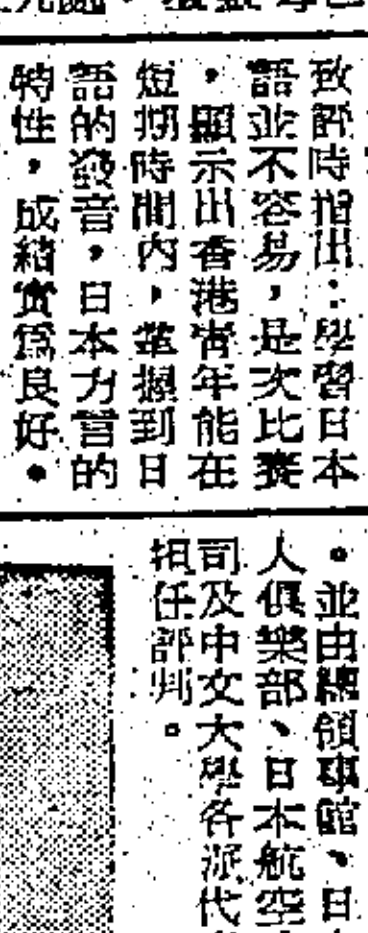 致評時指出：學習日本
語並不容易，是次比賽
，顯示出香港青年能在
短期時間內，掌握到日
語的發音，日本方言的
特性，成績實爲良好。
。並由總領事館、日
人俱樂部、日本航空
司及中文大學各派代
担任評判。